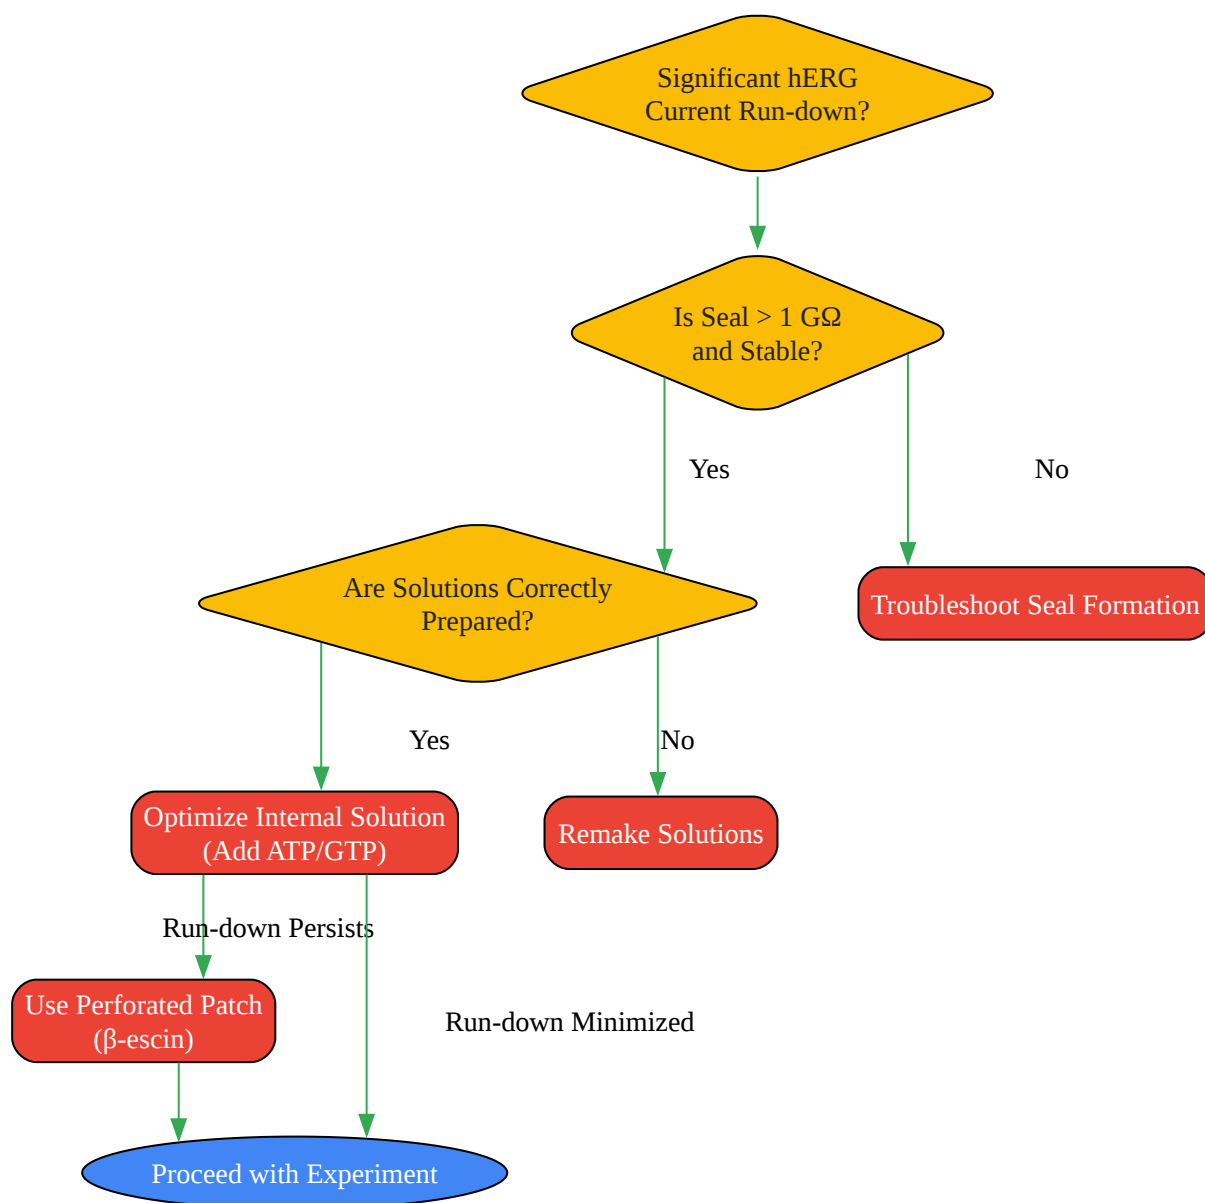 Significant hERG
Current Run-down?
Is Seal > 1 GΩ
and Stable?
Yes
No
Are Solutions Correctly
Prepared?
Troubleshoot Seal Formation
Yes
No
Optimize Internal Solution
(Add ATP/GTP)
Remake Solutions
Run-down Persists
Use Perforated Patch
(β-escin)
Run-down Minimized
Proceed with Experiment